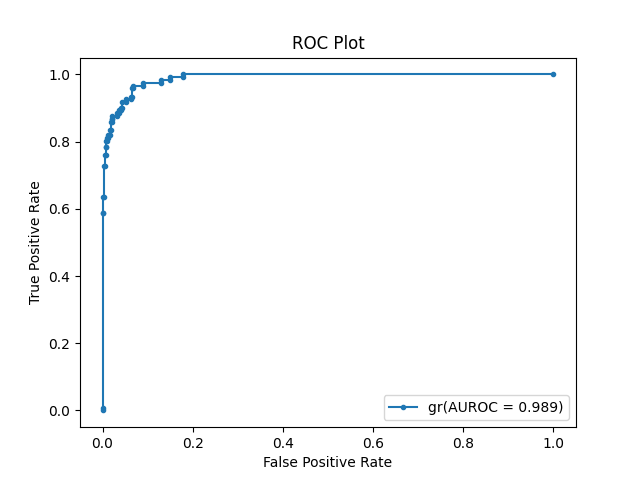 ROC Plot
True Positive Rate
1.0
0.8
0.6
0.4
0.2
0.0
gr(AUROC = 0.989)
0.0 0.2 0.4 0.6 0.8 1.0
False Positive Rate